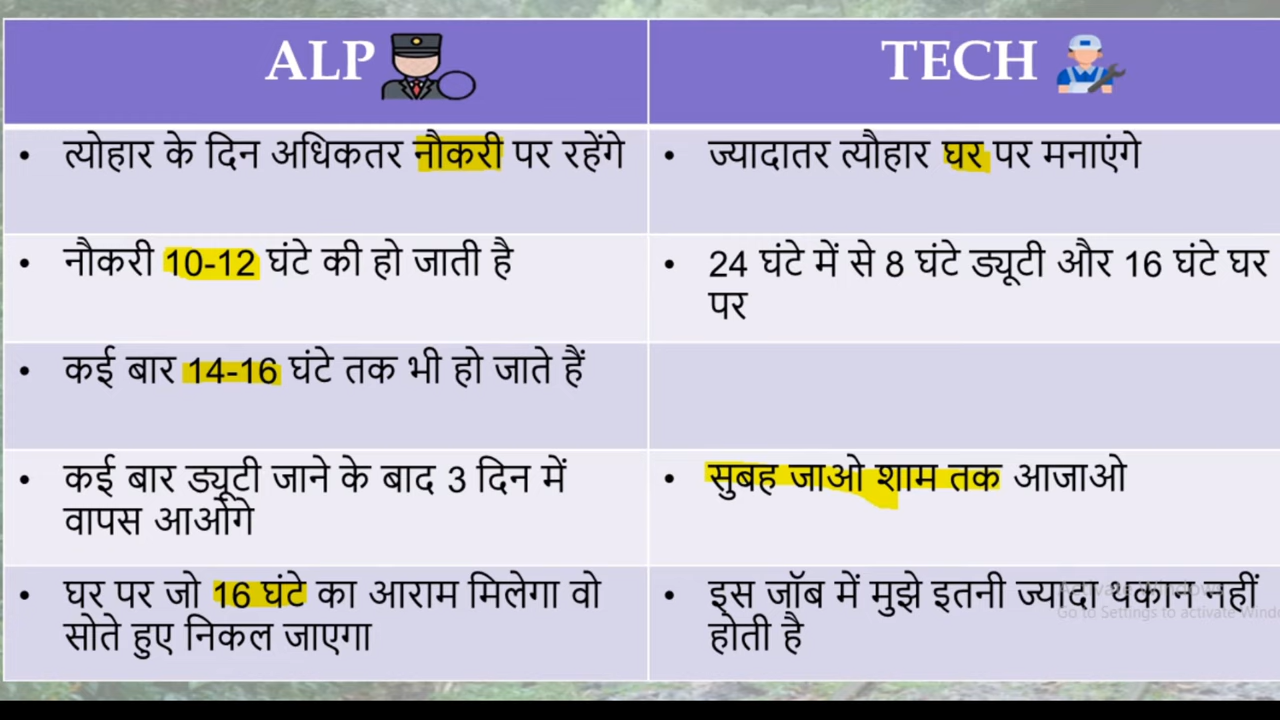 ALP
TECH
• त्योहार के दिन अधिकतर नौकरी पर रहेंगे
• ज्यादातर त्यौहार घर पर मनाएंगे
• नौकरी 10-12 घंटे की हो जाती है
• 24 घंटे में से 8 घंटे ड्यूटी और 16 घंटे घर
पर
• कई बार 14-16 घंटे तक भी हो जाते हैं
• कई बार ड्यूटी जाने के बाद 3 दिन में
वापस आओगे
• सुबह जाओ शाम तक आजाओ
• घर पर जो 16 घंटे का आराम मिलेगा वो
सोते हुए निकल जाएगा
• इस जॉब में मुझे इतनी ज्यादा थकान नहीं
होती है
Activate Windows
Go to Settings to activate Windo